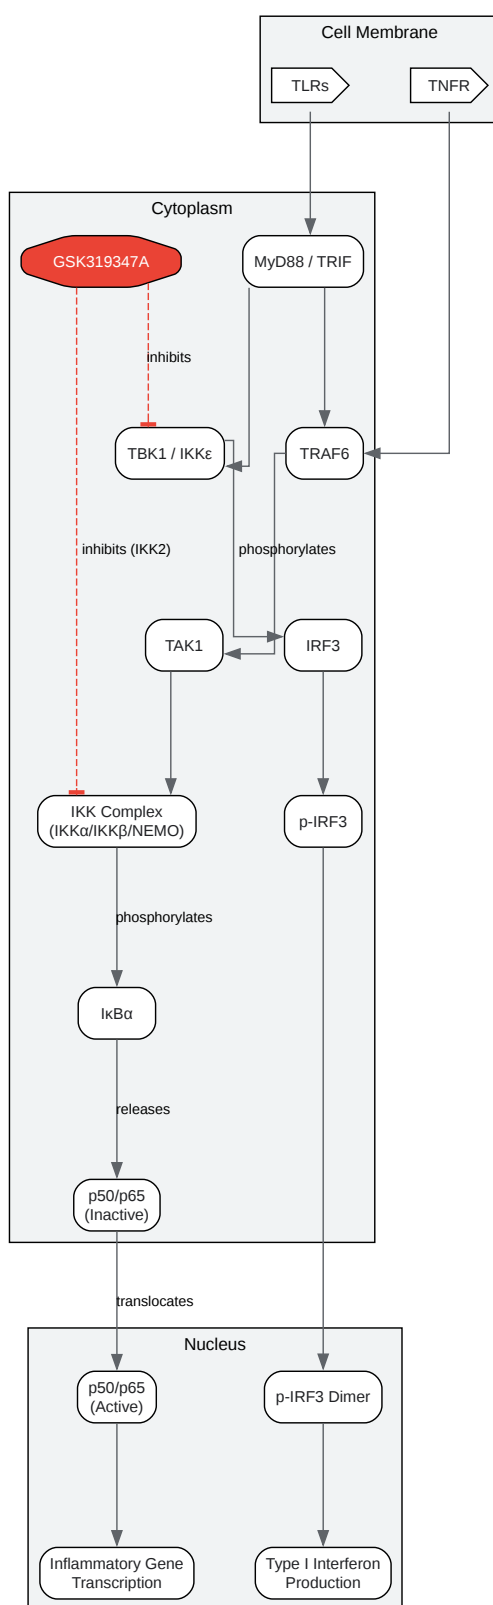 Cell Membrane
TLRs
TNFR
Cytoplasm
GSK319347A
MyD88 / TRIF
inhibits
TBK1 / IKKε
TRAF6
inhibits (IKK2)
phosphorylates
TAK1
IRF3
IKK Complex
(IKKα/IKKβ/NEMO)
p-IRF3
phosphorylates
IκBα
releases
p50/p65
(Inactive)
translocates
Nucleus
p50/p65
(Active)
p-IRF3 Dimer
Inflammatory Gene
Transcription
Type I Interferon
Production